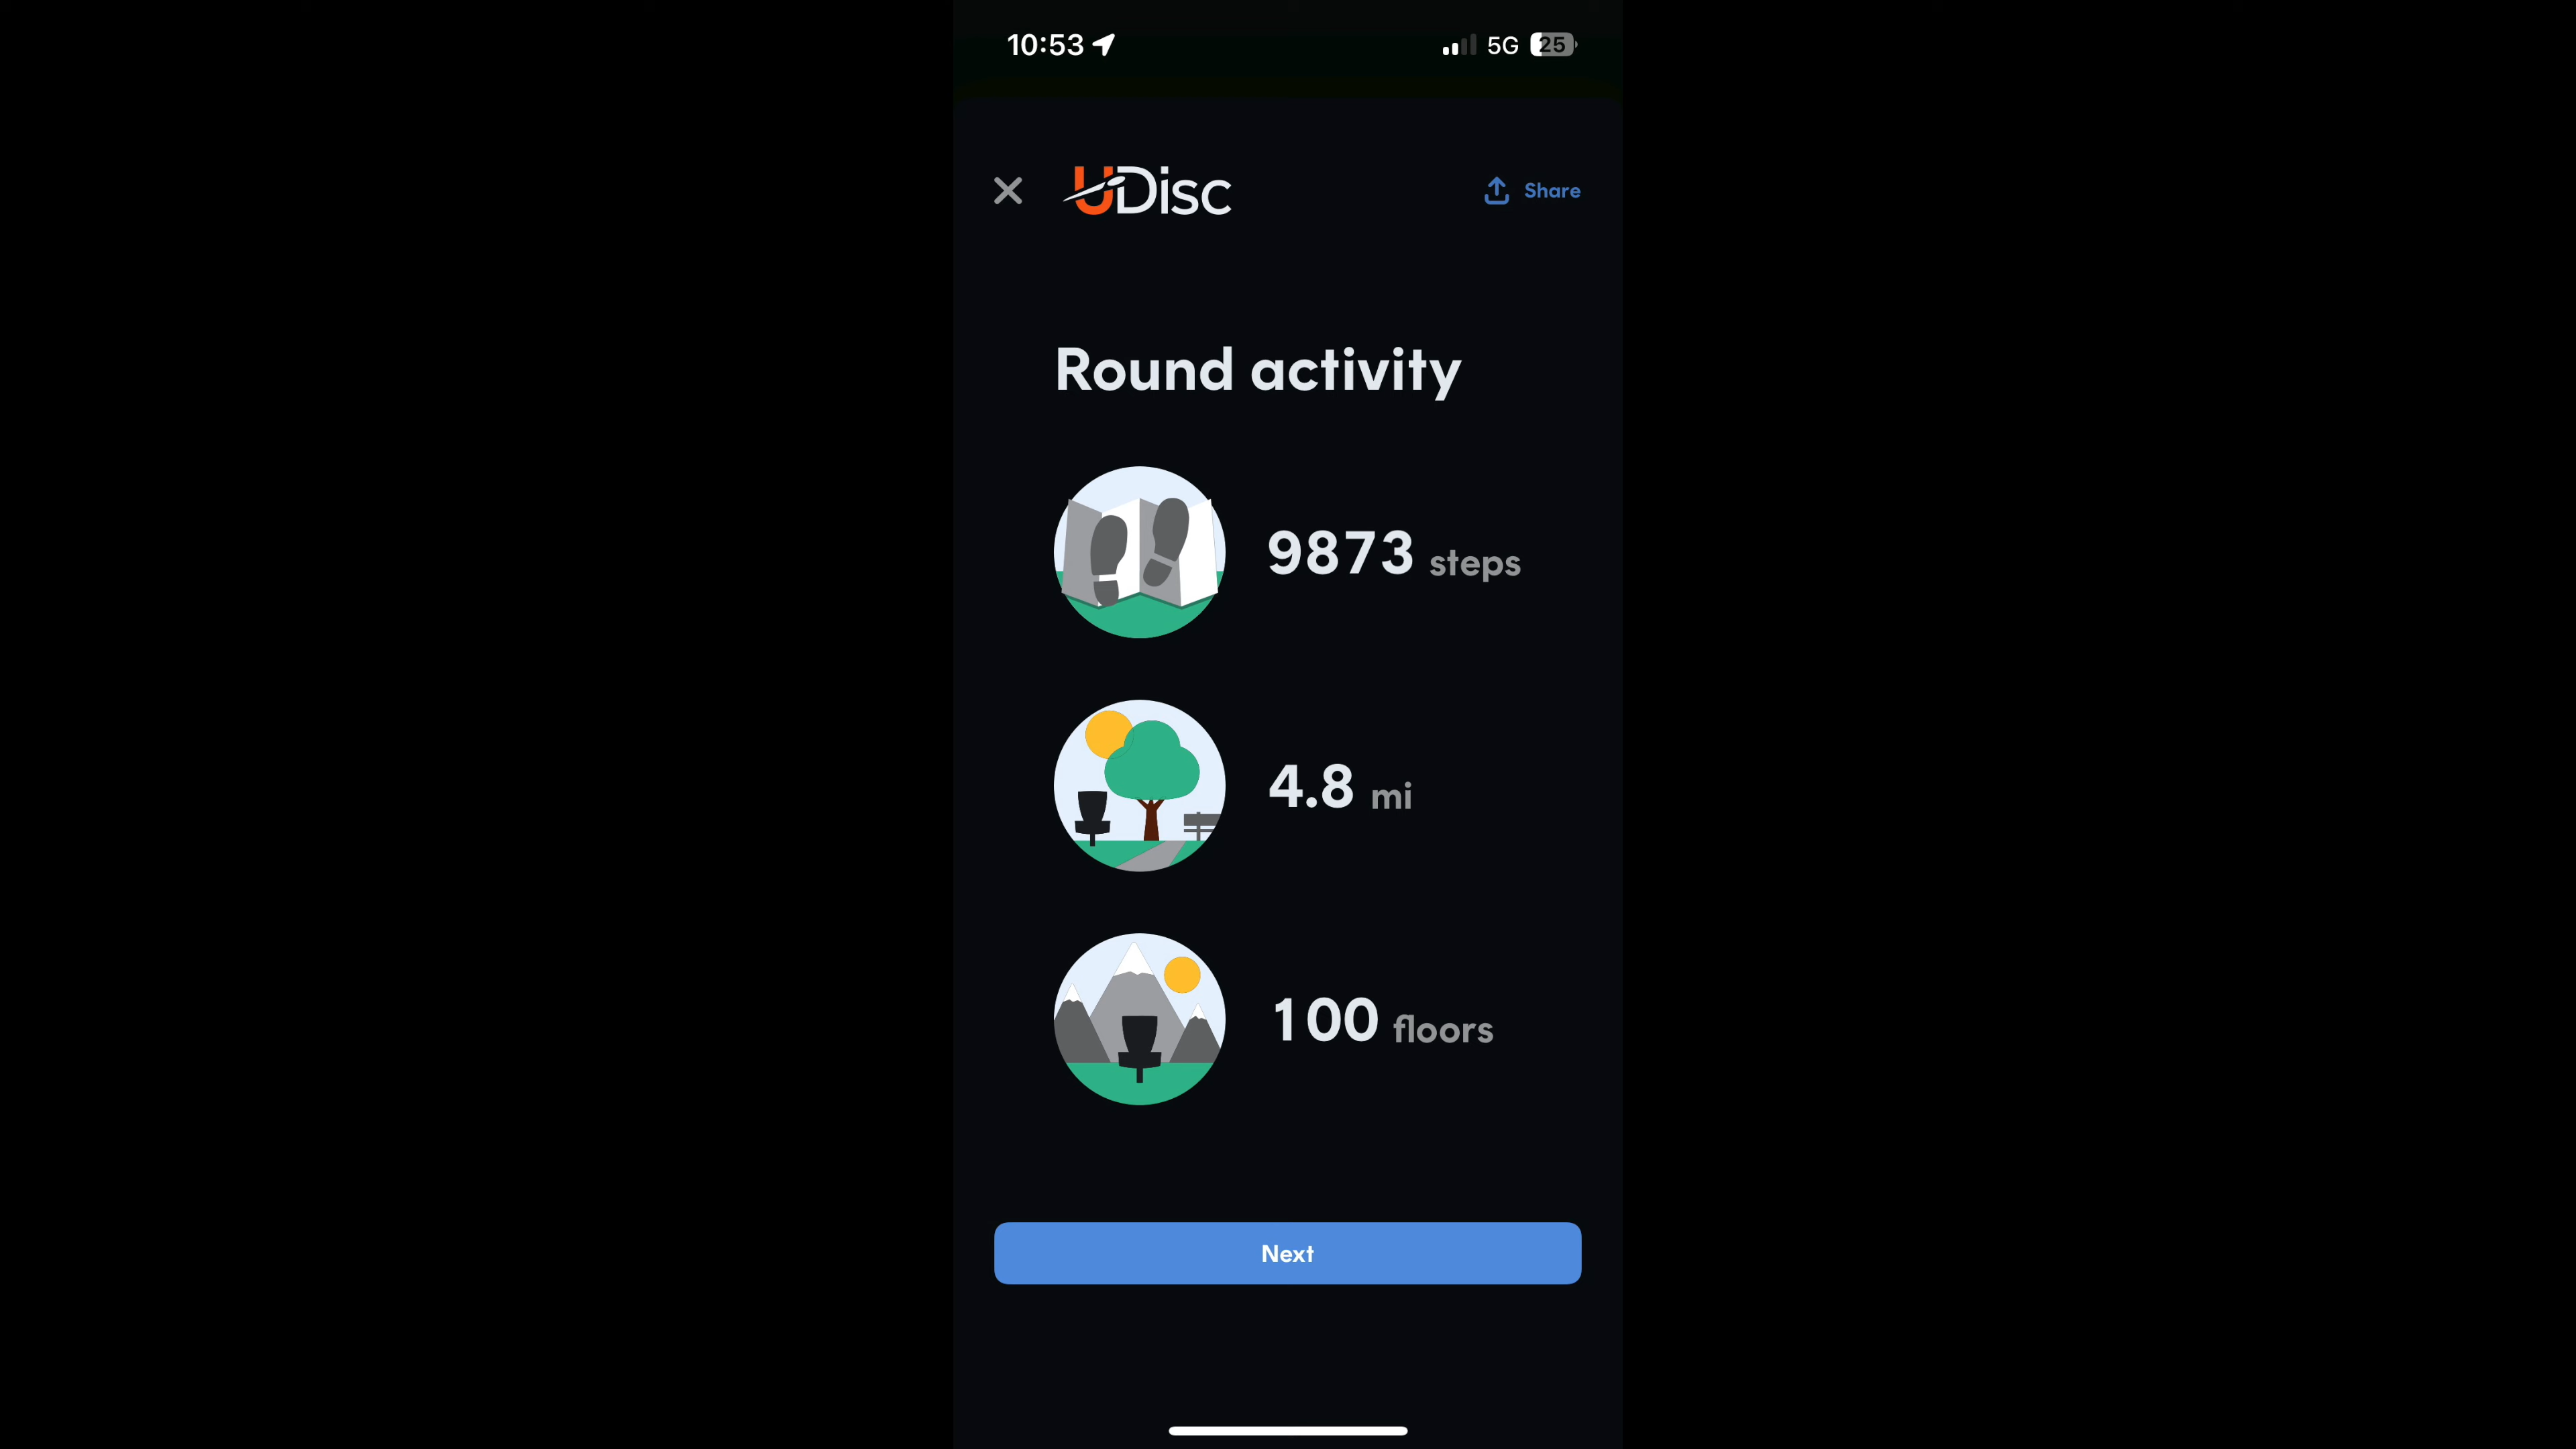 10:53 5G 25
UDisc Share
Round activity
9873 steps
4.8 mi
100 floors
Next